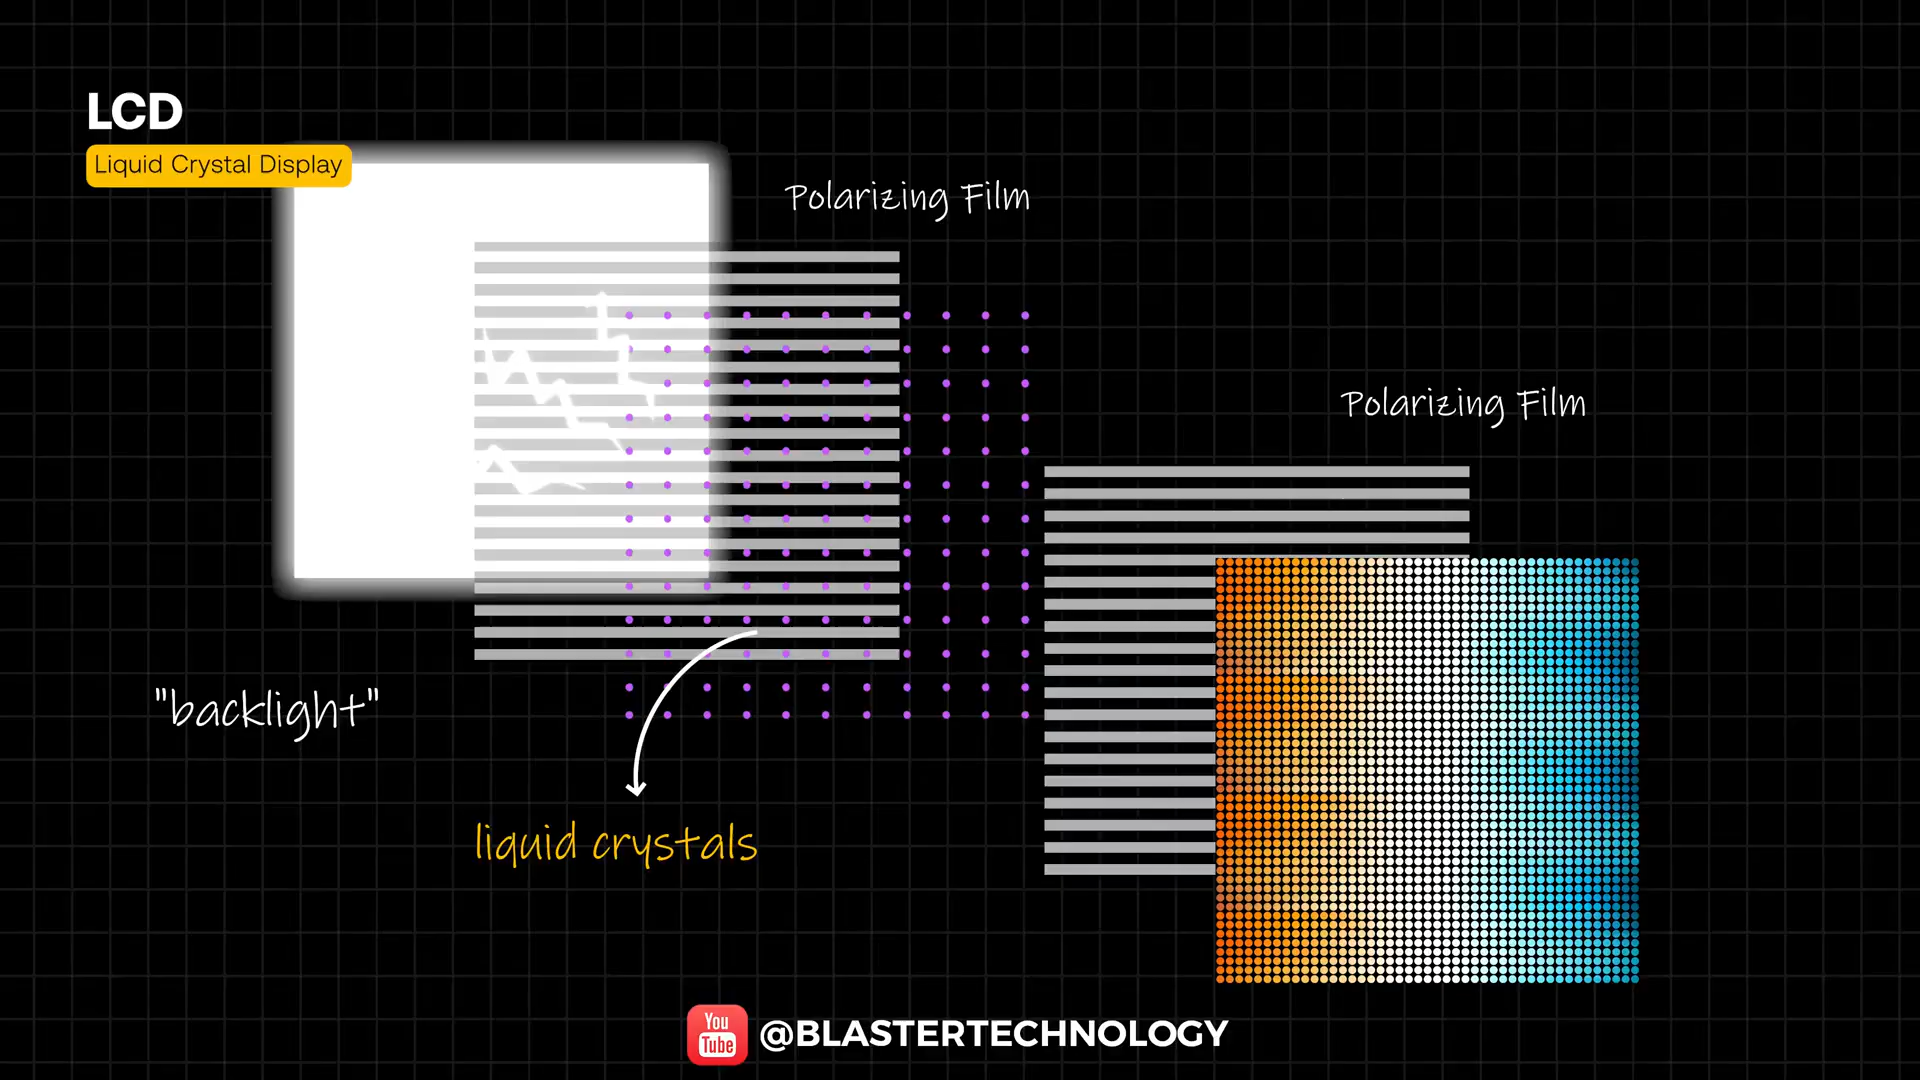 LCD
Liquid Crystal Display
Polarizing Film
Polarizing Film
"backlight"
liquid crystals
You
Tube
@BLASTERTECHNOLOGY